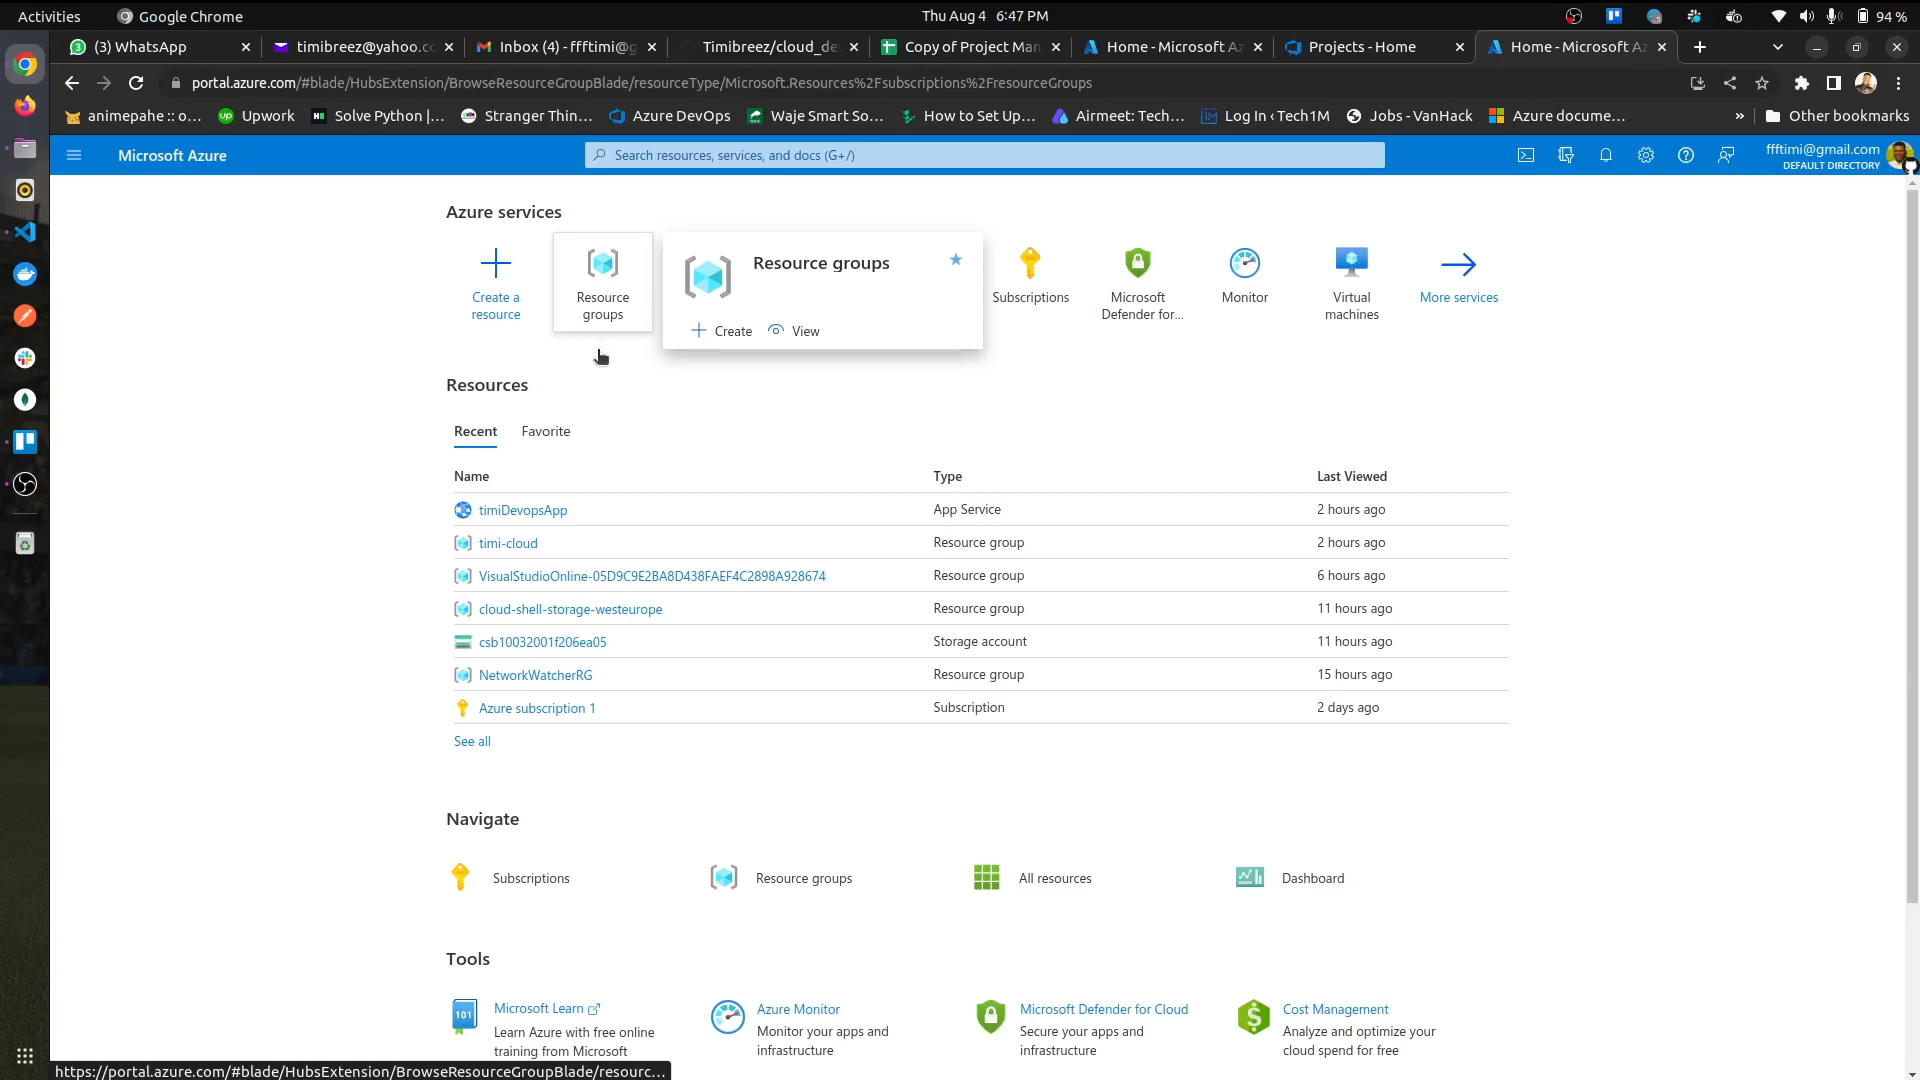 Activities
Google Chrome
Thu Aug 4 6:47 PM
94 %
(3) WhatsApp
timibreez@yahoo.co
Inbox (4) - ffftimi@g
Timibreez/cloud_de
Copy of Project Man
Home - Microsoft Az
Projects - Home
Home - Microsoft Az
portal.azure.com/#blade/HubsExtension/BrowseResourceGroupBlade/resourceType/Microsoft.Resources%2Fsubscriptions%2FresourceGroups
animepahe :: o...
Upwork
Solve Python |...
Stranger Thin...
Azure DevOps
Waje Smart So...
How to Set Up...
Airmeet: Tech...
Log In ‹ Tech1M
Jobs - VanHack
Azure docume...
»
Other bookmarks
Microsoft Azure
Search resources, services, and docs (G+/)
ffftimi@gmail.com
DEFAULT DIRECTORY
Azure services
Create a
resource
Resource
groups
Resource groups
Create
View
Subscriptions
Microsoft
Defender for...
Monitor
Virtual
machines
More services
Resources
Recent
Favorite
Name
Type
Last Viewed
timiDevopsApp
App Service
2 hours ago
timi-cloud
Resource group
2 hours ago
VisualStudioOnline-05D9C9E2BA8D438FAEF4C2898A928674
Resource group
6 hours ago
cloud-shell-storage-westeurope
Resource group
11 hours ago
csb10032001f206ea05
Storage account
11 hours ago
NetworkWatcherRG
Resource group
15 hours ago
Azure subscription 1
Subscription
2 days ago
See all
Navigate
Subscriptions
Resource groups
All resources
Dashboard
Tools
101
Microsoft Learn
Learn Azure with free online
training from Microsoft
Azure Monitor
Monitor your apps and
infrastructure
Microsoft Defender for Cloud
Secure your apps and
infrastructure
Cost Management
Analyze and optimize your
cloud spend for free
https://portal.azure.com/#blade/HubsExtension/BrowseResourceGroupBlade/resourc...